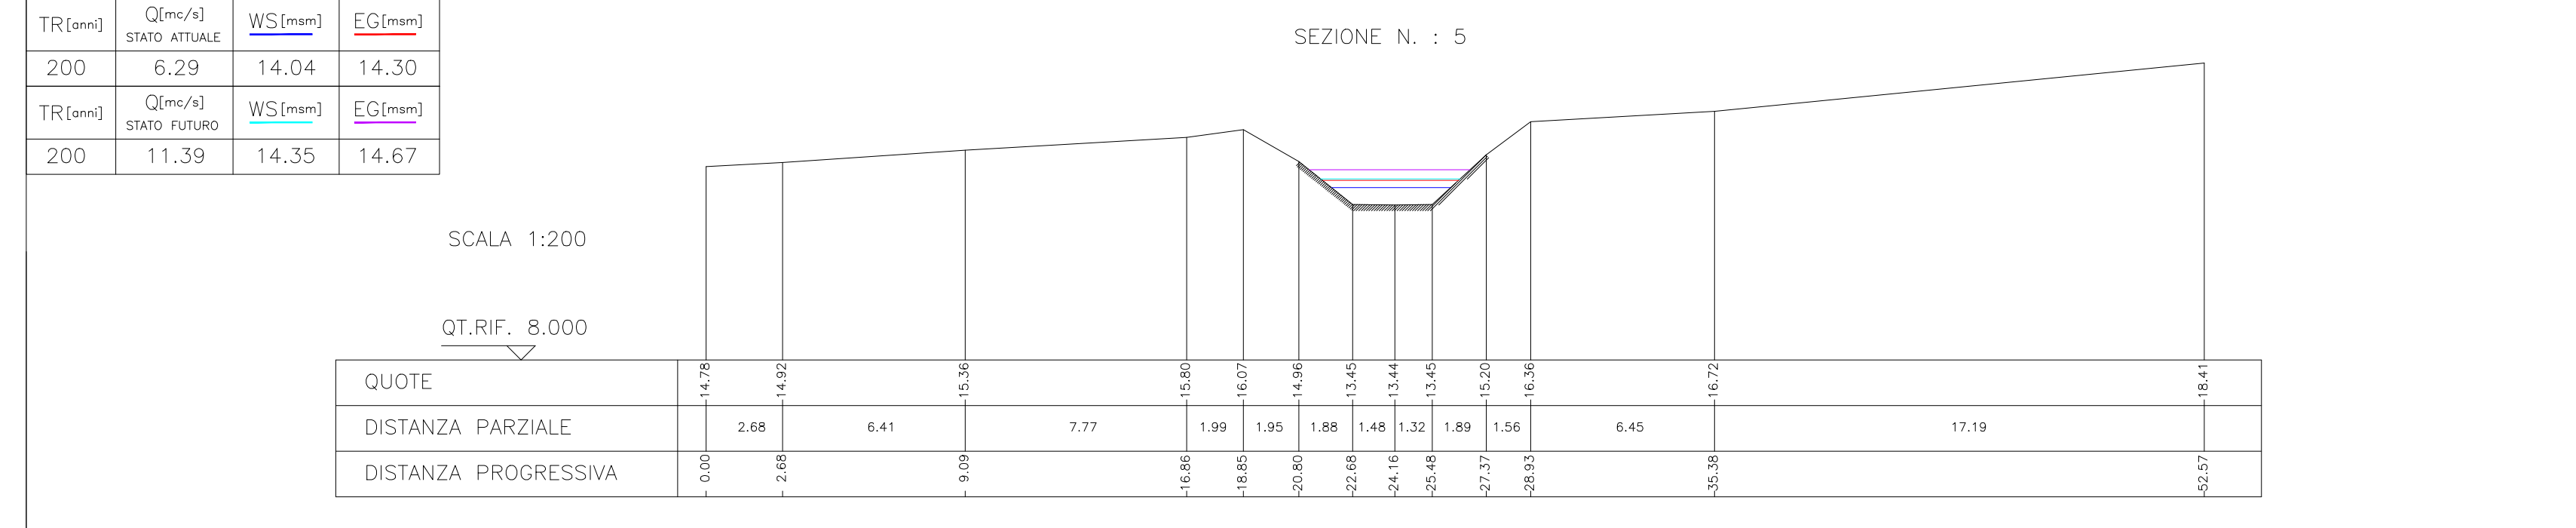 TR[anni] Q[mc/s] WS[msm] EG[msm]
STATO ATTUALE
200 6.29 14.04 14.30
TR[anni] Q[mc/s] WS[msm] EG[msm]
STATO FUTURO
200 11.39 14.35 14.67
SEZIONE N. : 5
SCALA 1:200
QT.RIF. 8.000
QUOTE 14.78 14.92 15.36 15.80 16.07 14.96 13.45 13.44 13.45 15.20 16.36 16.72 18.41
DISTANZA PARZIALE 2.68 6.41 7.77 1.99 1.95 1.88 1.48 1.32 1.89 1.56 6.45 17.19
DISTANZA PROGRESSIVA 0.00 2.68 9.09 16.86 18.85 20.80 22.68 24.16 25.48 27.37 28.93 35.38 52.57